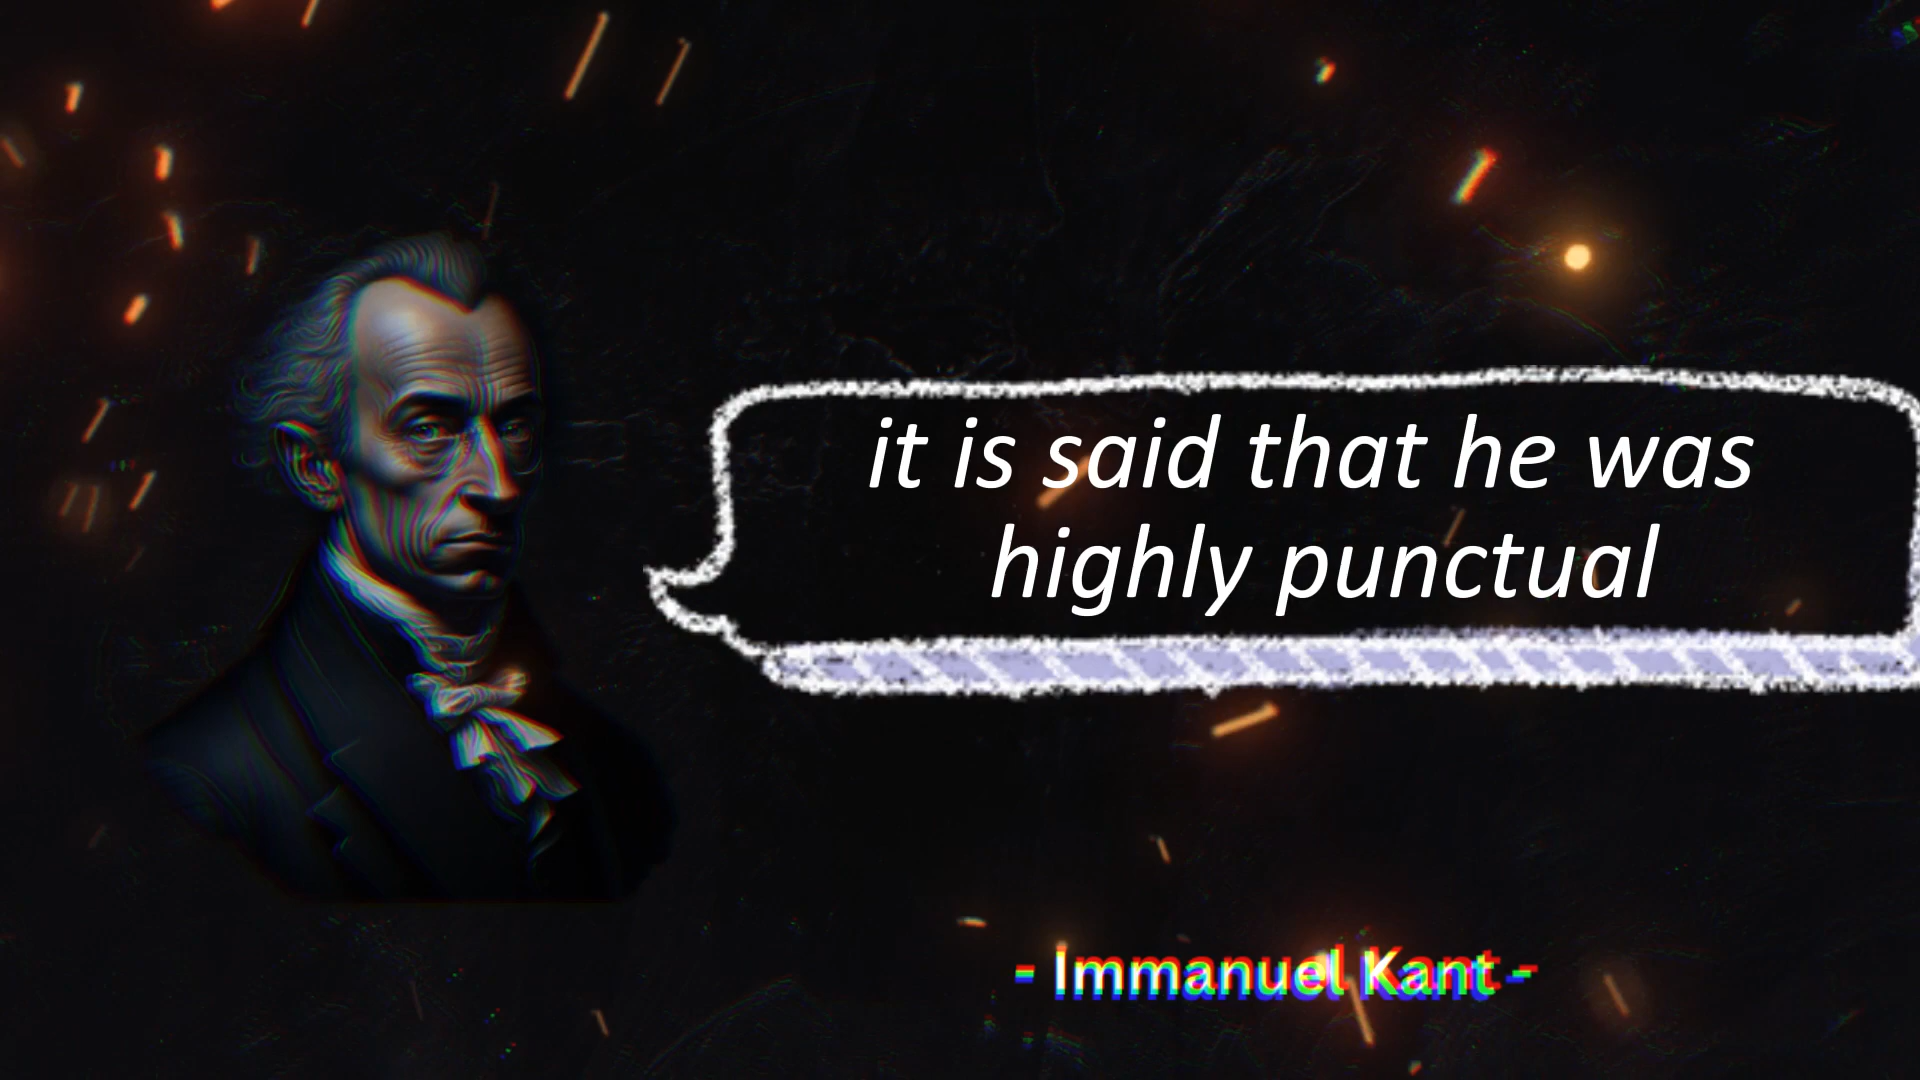 it is said that he was
highly punctual
- Immanuel Kant -